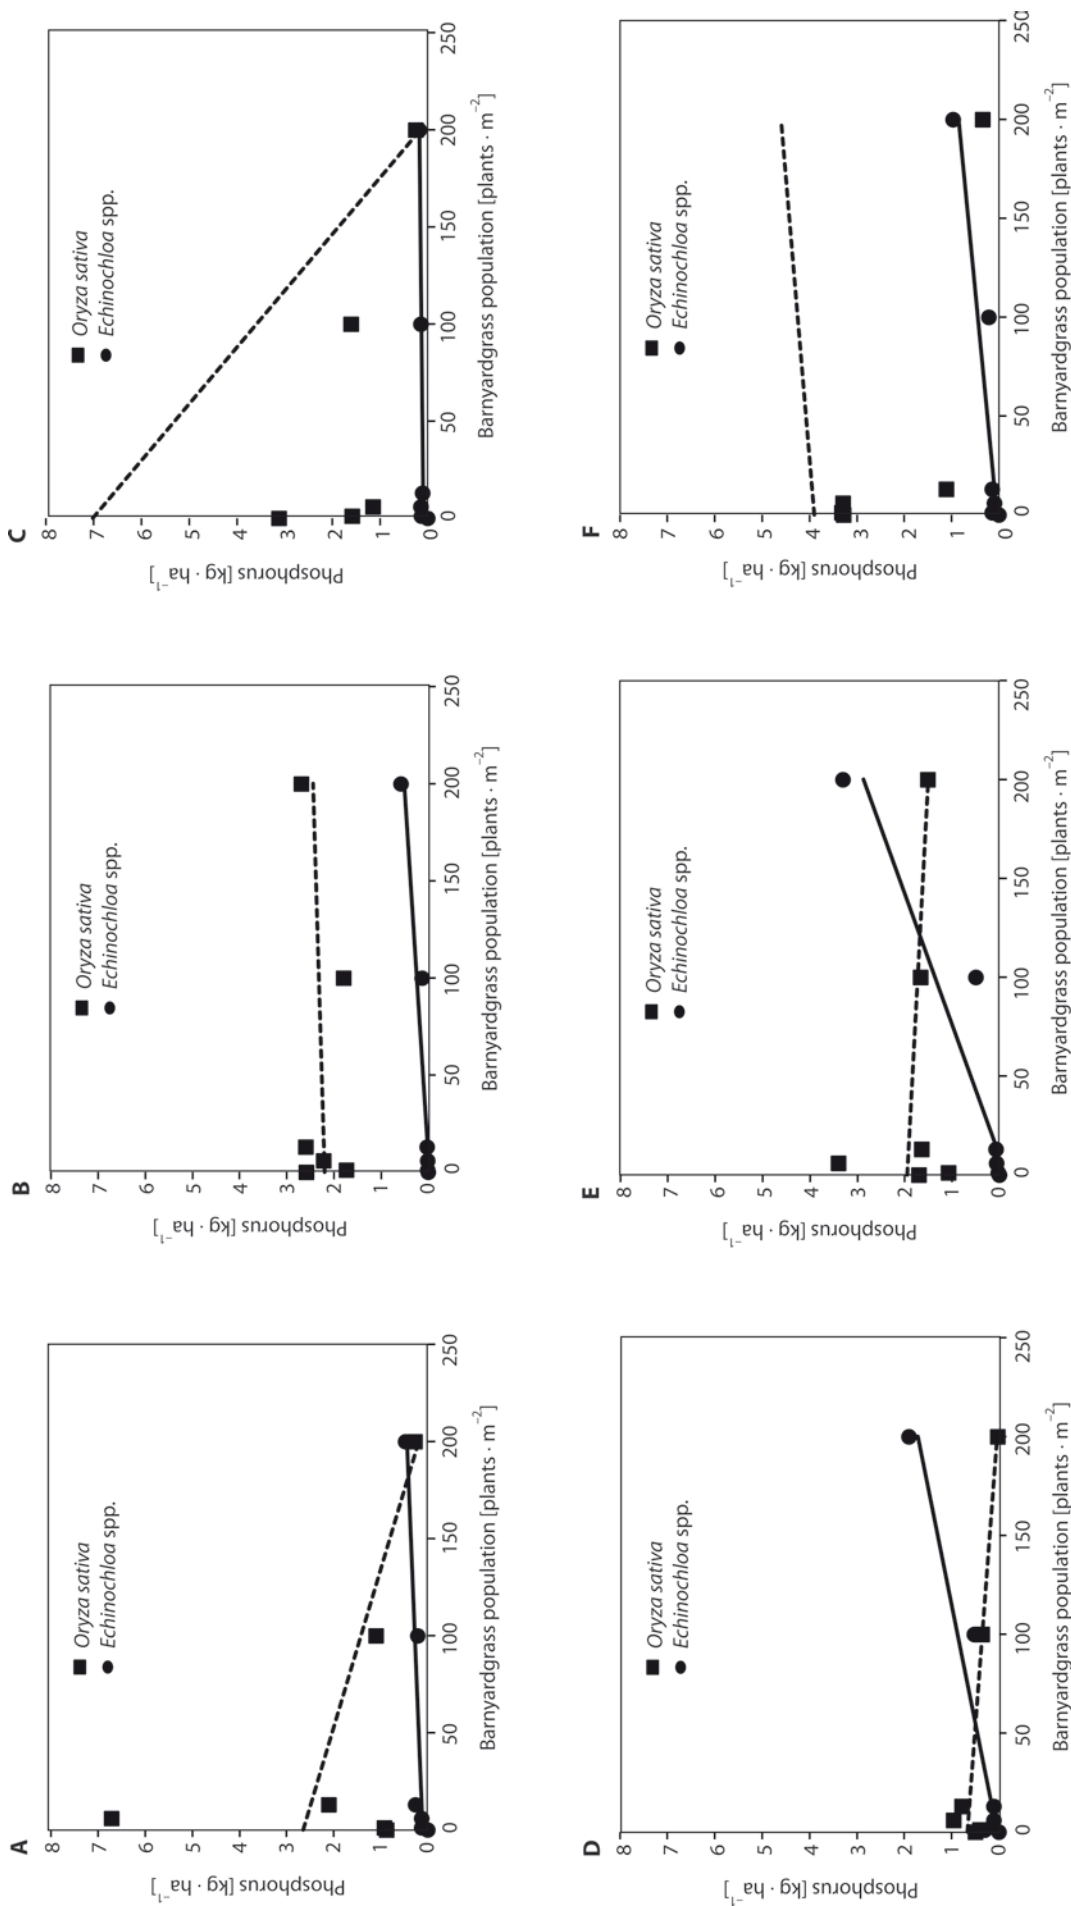 A
Phosphorus [kg · ha⁻¹]
8
7
6
5
4
3
2
1
0
Oryza sativa
Echinochloa spp.
0 50 100 150 200 250
Barnyardgrass population [plants · m⁻²]
B
Phosphorus [kg · ha⁻¹]
8
7
6
5
4
3
2
1
0
Oryza sativa
Echinochloa spp.
0 50 100 150 200 250
Barnyardgrass population [plants · m⁻²]
C
Phosphorus [kg · ha⁻¹]
8
7
6
5
4
3
2
1
0
Oryza sativa
Echinochloa spp.
0 50 100 150 200 250
Barnyardgrass population [plants · m⁻²]
D
Phosphorus [kg · ha⁻¹]
8
7
6
5
4
3
2
1
0
Oryza sativa
Echinochloa spp.
0 50 100 150 200 250
Barnyardgrass population [plants · m⁻²]
E
Phosphorus [kg · ha⁻¹]
8
7
6
5
4
3
2
1
0
Oryza sativa
Echinochloa spp.
0 50 100 150 200 250
Barnyardgrass population [plants · m⁻²]
F
Phosphorus [kg · ha⁻¹]
8
7
6
5
4
3
2
1
0
Oryza sativa
Echinochloa spp.
0 50 100 150 200 250
Barnyardgrass population [plants · m⁻²]